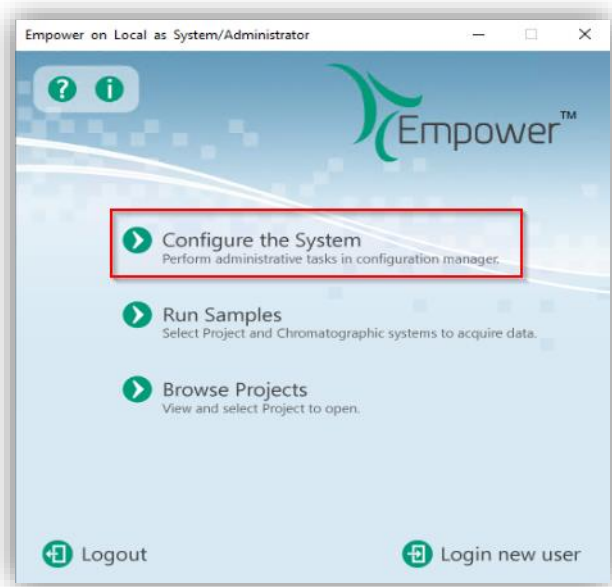 Empower on Local as System/Administrator
? i
Empower™
Configure the System
Perform administrative tasks in configuration manager.
Run Samples
Select Project and Chromatographic systems to acquire data.
Browse Projects
View and select Project to open.
Logout
Login new user